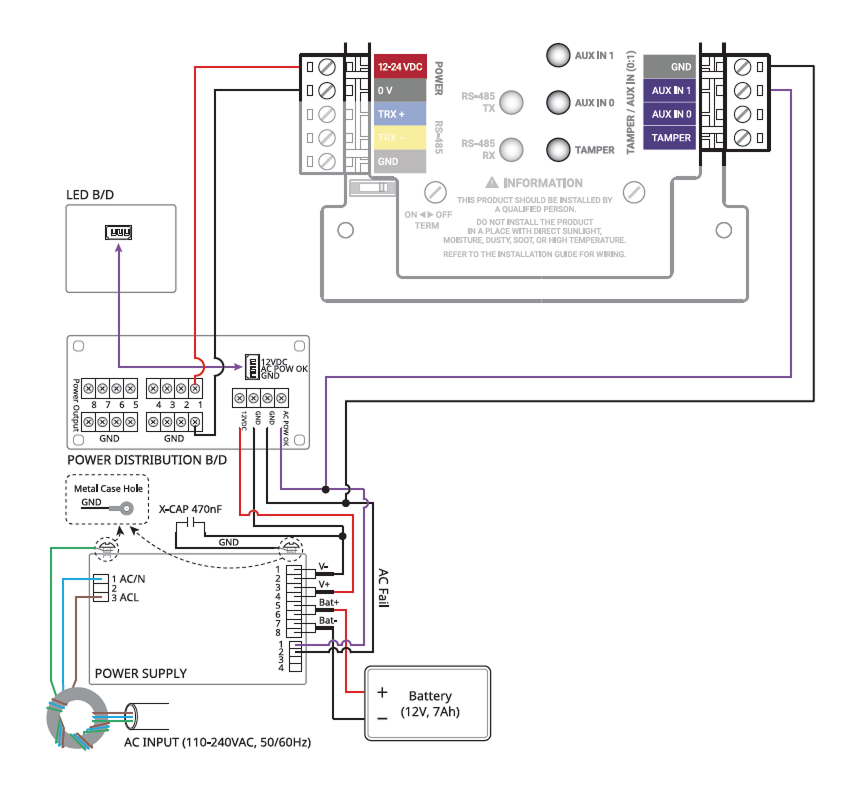 12-24 VDC
0 V
TRX +
TRX -
GND
POWER
RS-485
AUX IN 1
RS-485
TX
AUX IN 0
RS-485
RX
TAMPER
TAMPER / AUX IN (0:1)
GND
AUX IN 1
AUX IN 0
TAMPER
INFORMATION
THIS PRODUCT SHOULD BE INSTALLED BY
A QUALIFIED PERSON.
DO NOT INSTALL THE PRODUCT
IN A PLACE WITH DIRECT SUNLIGHT,
MOISTURE, DUSTY, SOOT, OR HIGH TEMPERATURE.
REFER TO THE INSTALLATION GUIDE FOR WIRING.
ON ◀▶ OFF
TERM
LED B/D
12VDC
AC POW OK
GND
Power Output
8 7 6 5
4 3 2 1
GND
GND
12VDC
GND
GND
AC POW OK
POWER DISTRIBUTION B/D
Metal Case Hole
GND
X-CAP 470nF
GND
1 AC/N
2
3 ACL
1
2
3
4
5
6
7
8
V-
V+
Bat+
Bat-
1
2
3
4
AC Fail
POWER SUPPLY
+
-
Battery
(12V, 7Ah)
AC INPUT (110-240VAC, 50/60Hz)